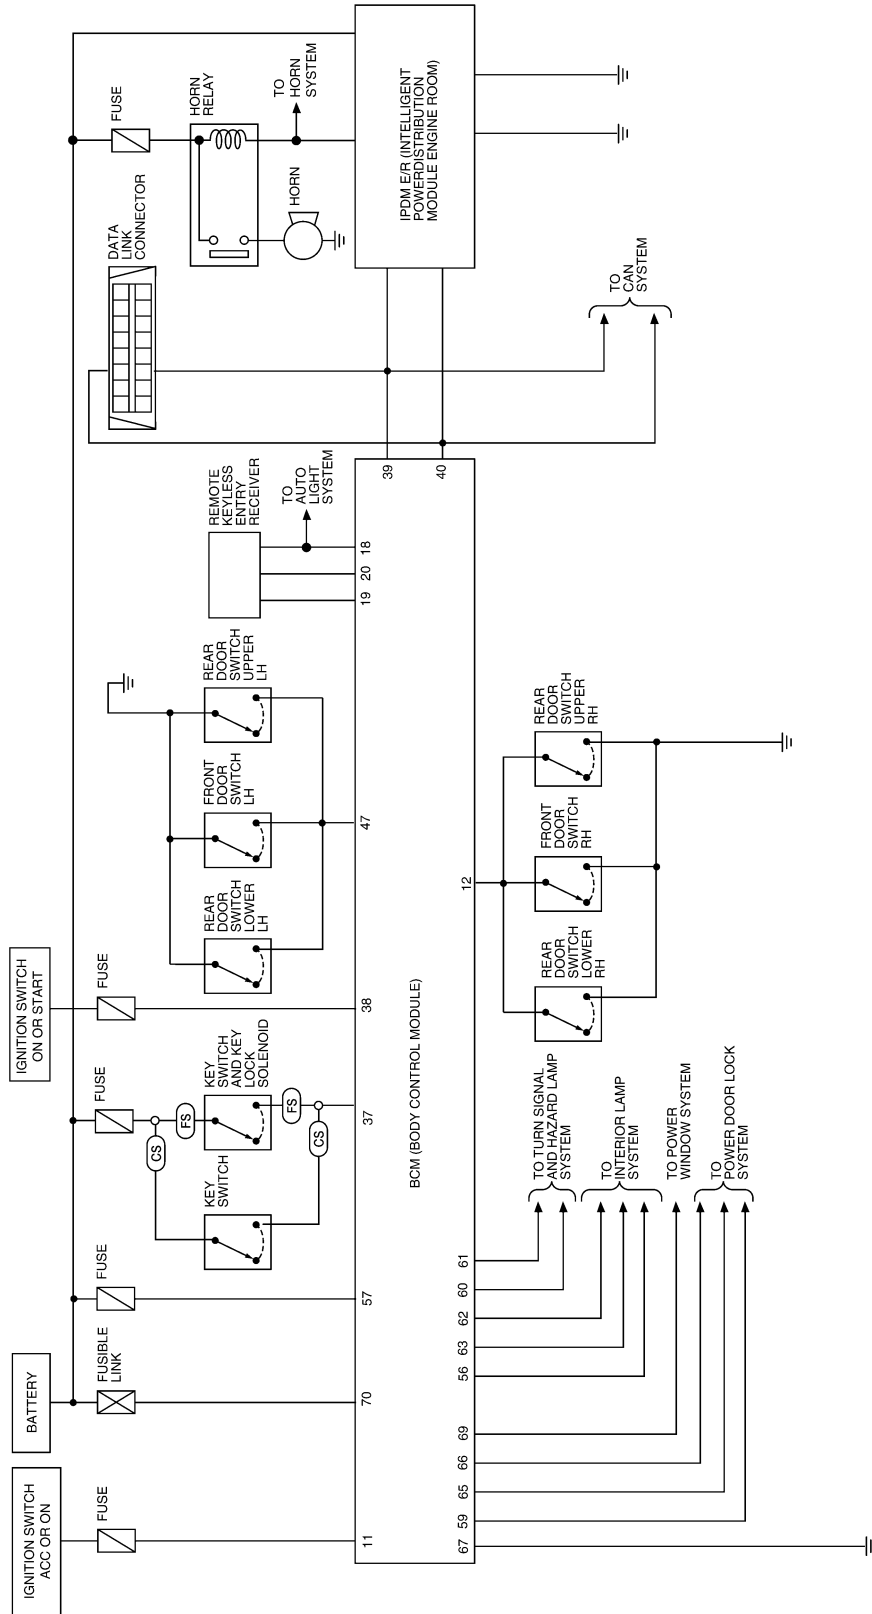 IGNITION SWITCH
ACC OR ON
FUSE
11
BATTERY
FUSIBLE
LINK
70
FUSE
57
KEY
SWITCH
CS
FUSE
FS
KEY
SWITCH
AND KEY
LOCK
SOLENOID
FS
CS
37
IGNITION SWITCH
ON OR START
FUSE
38
REAR
DOOR
SWITCH
LOWER
LH
FRONT
DOOR
SWITCH
LH
47
REAR
DOOR
SWITCH
UPPER
LH
REMOTE
KEYLESS
ENTRY
RECEIVER
19
20
18
TO
AUTO
LIGHT
SYSTEM
DATA
LINK
CONNECTOR
FUSE
HORN
RELAY
HORN
TO
HORN
SYSTEM
39
40
IPDM E/R (INTELLIGENT
POWERDISTRIBUTION
MODULE ENGINE ROOM)
TO
CAN
SYSTEM
BCM (BODY CONTROL MODULE)
67
59
65
66
69
56
63
62
60
61
TO TURN SIGNAL
AND HAZARD LAMP
SYSTEM
TO
INTERIOR LAMP
SYSTEM
TO POWER
WINDOW SYSTEM
TO
POWER DOOR LOCK
SYSTEM
12
REAR
DOOR
SWITCH
LOWER
RH
FRONT
DOOR
SWITCH
RH
REAR
DOOR
SWITCH
UPPER
RH